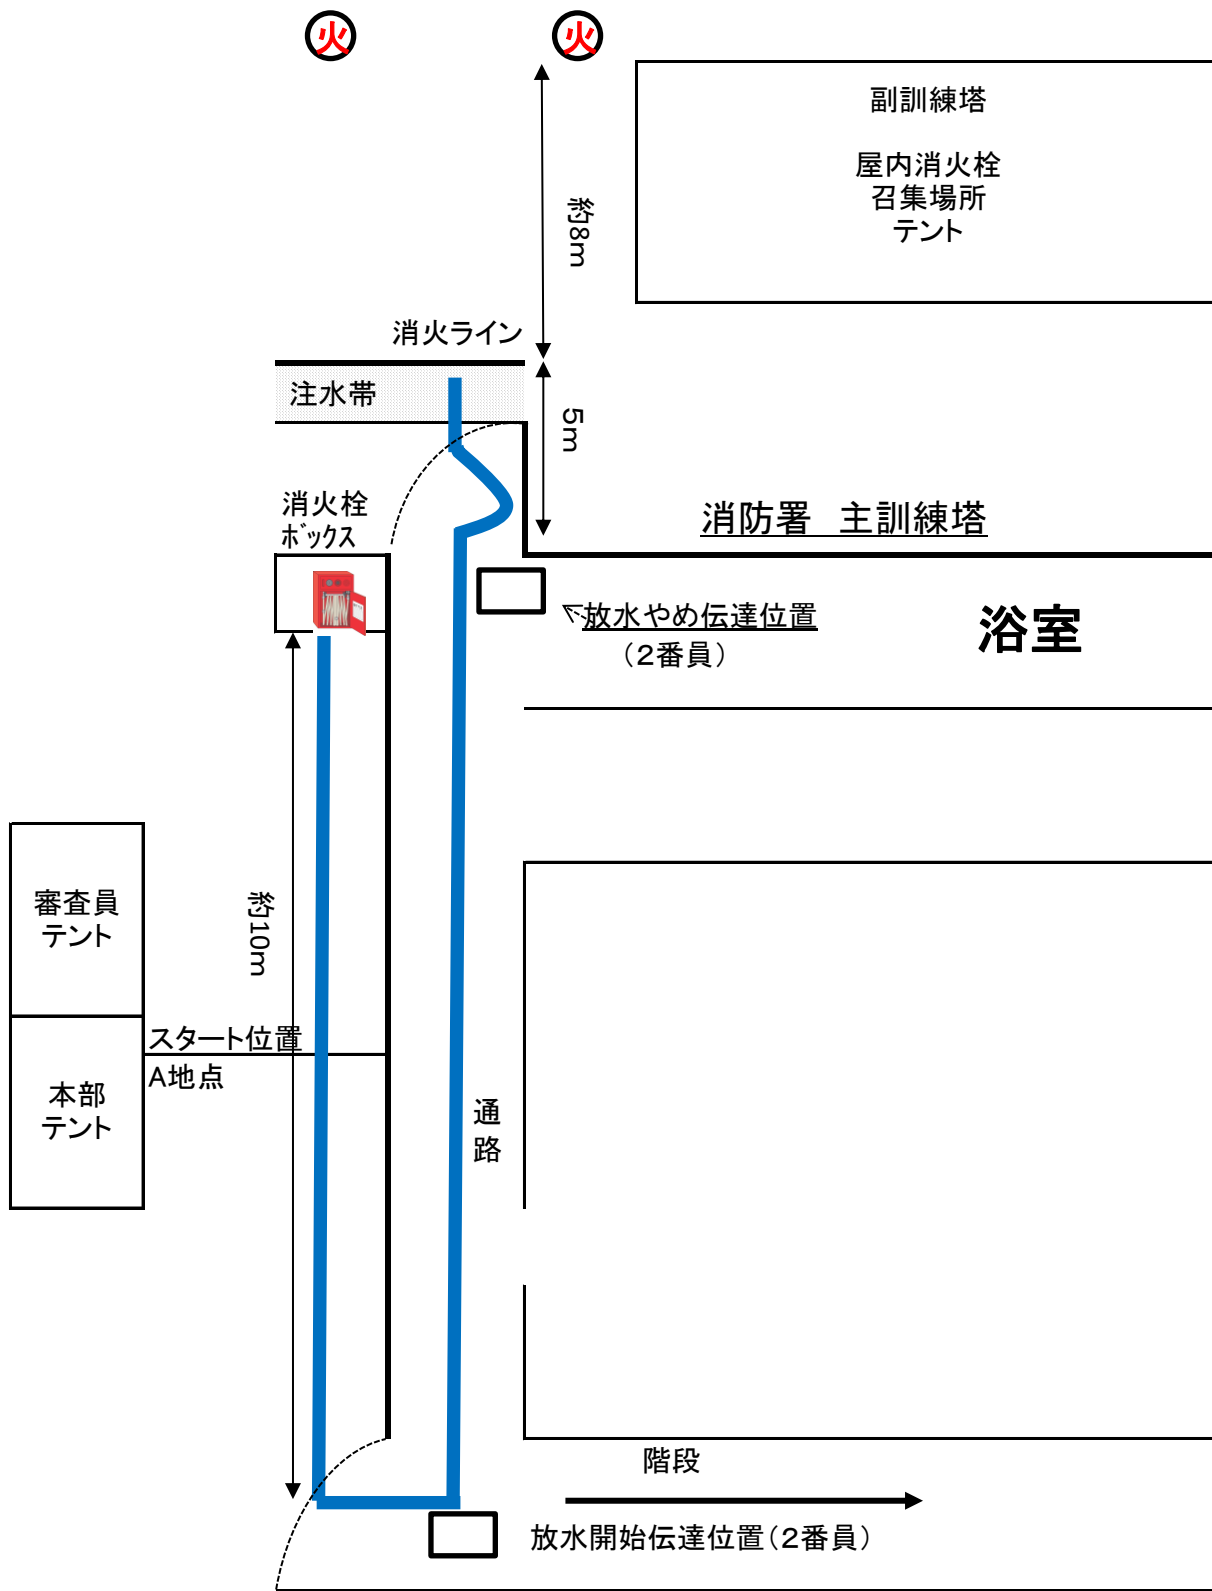 火 火
副訓練塔
屋内消火栓
召集場所
テント
約8m
消火ライン
注水帯
5m
消火栓
ボックス
消防署 主訓練塔
放水やめ伝達位置
（2番員）
浴室
審査員
テント
約10m
スタート位置
A地点
本部
テント
通
路
階段
放水開始伝達位置（2番員）